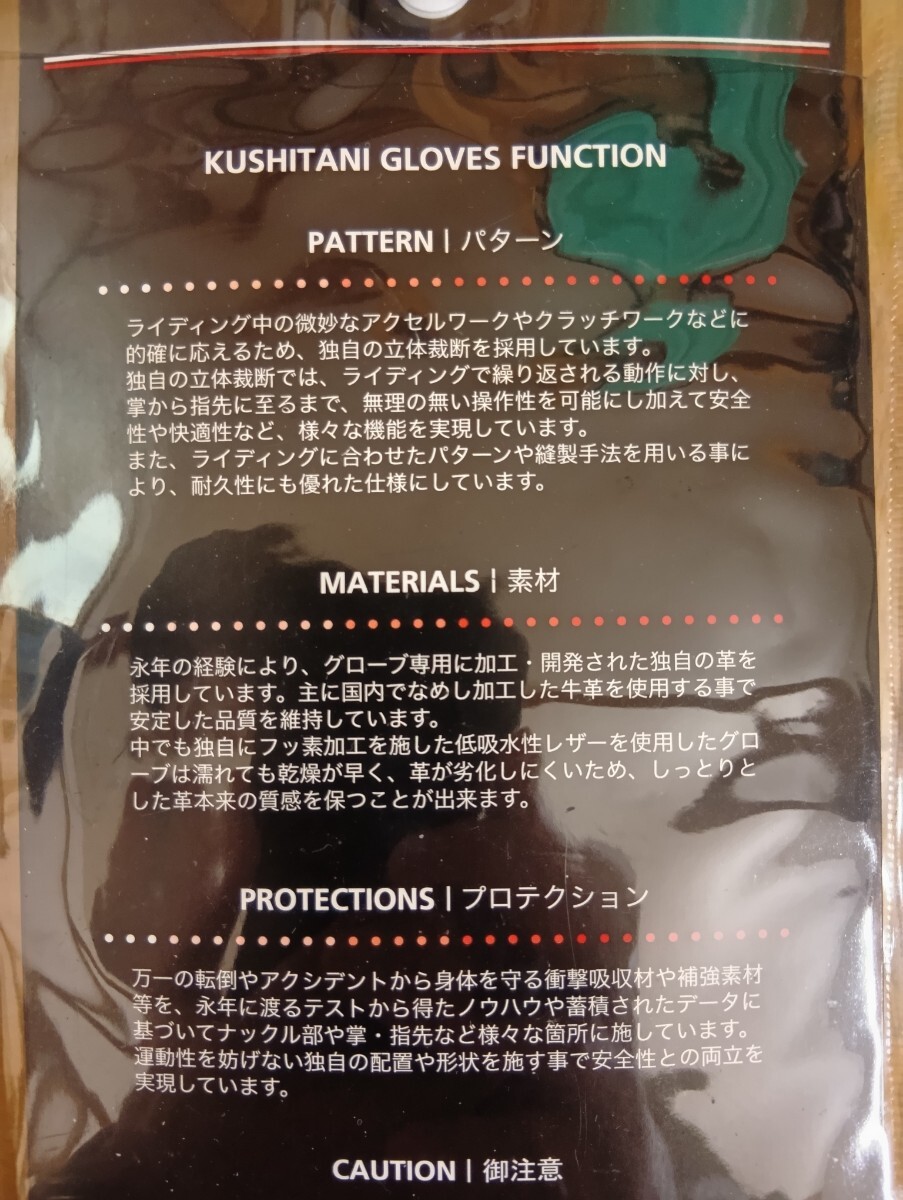 KUSHITANI GLOVES FUNCTION
PATTERN | パターン
ライディング中の微妙なアクセルワークやクラッチワークなどに
的確に応えるため、独自の立体裁断を採用しています。
独自の立体裁断では、ライディングで繰り返される動作に対し、
掌から指先に至るまで、無理の無い操作性を可能にし加えて安全
性や快適性など、様々な機能を実現しています。
また、ライディングに合わせたパターンや縫製手法を用いる事に
より、耐久性にも優れた仕様にしています。
MATERIALS | 素材
永年の経験により、グローブ専用に加工・開発された独自の革を
採用しています。主に国内でなめし加工した牛革を使用する事で
安定した品質を維持しています。
中でも独自にフッ素加工を施した低吸水性レザーを使用したグロ
ーブは濡れても乾燥が早く、革が劣化しにくいため、しっとりと
した革本来の質感を保つことが出来ます。
PROTECTIONS | プロテクション
万一の転倒やアクシデントから身体を守る衝撃吸収材や補強素材
等を、永年に渡るテストから得たノウハウや蓄積されたデータに
基づいてナックル部や掌・指先など様々な箇所に施しています。
運動性を妨げない独自の配置や形状を施す事で安全性との両立を
実現しています。
CAUTION | 御注意